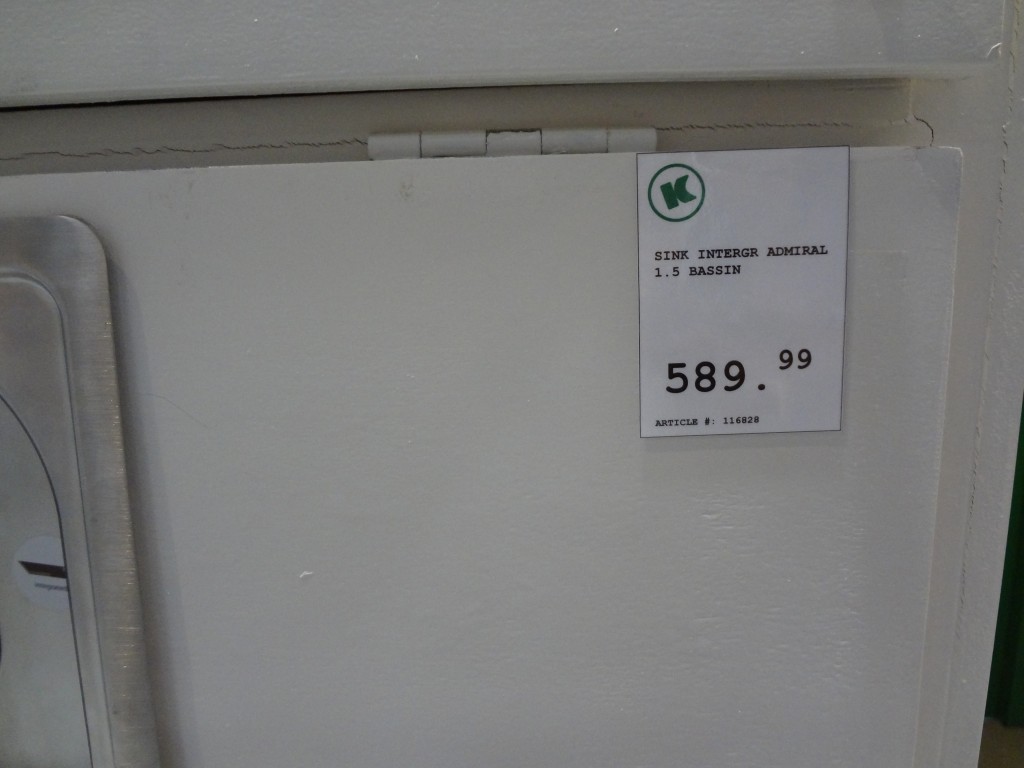 K
SINK INTERGR ADMIRAL
1.5 BASSIN
589.99
ARTICLE #: 116828